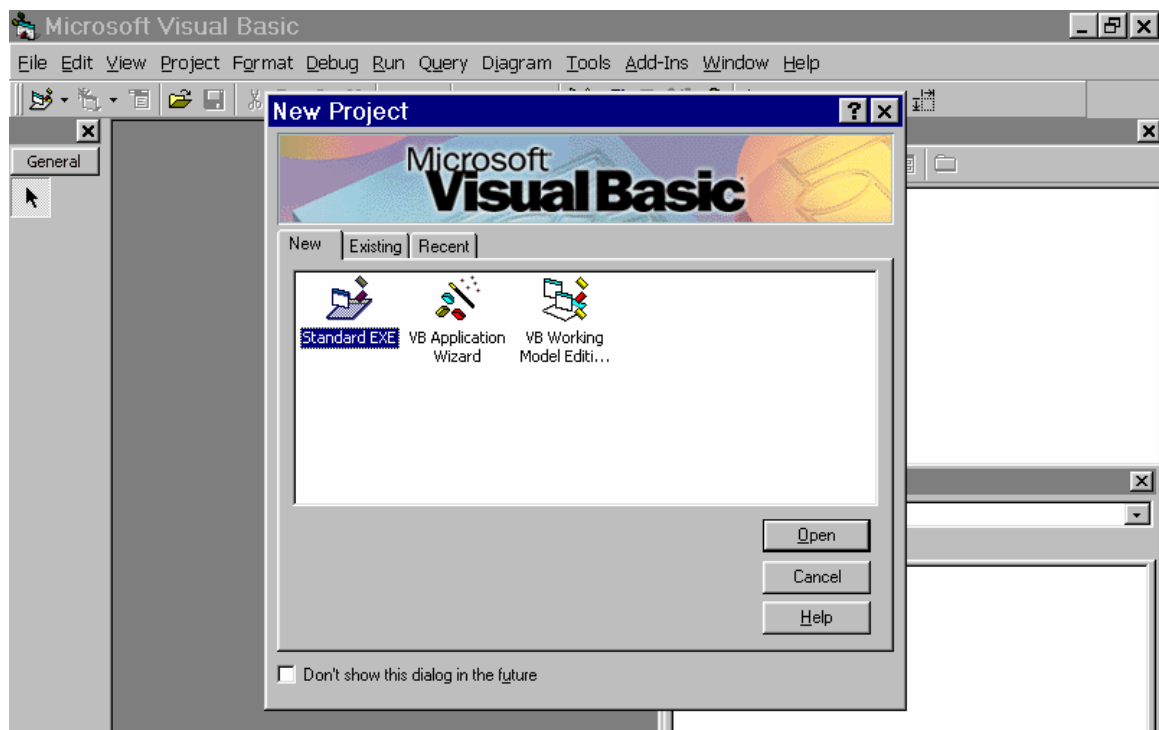 Microsoft Visual Basic
File Edit View Project Format Debug Run Query Diagram Tools Add-Ins Window Help
New Project
General
Microsoft
Visual Basic
New Existing Recent
Standard EXE VB Application Wizard VB Working Model Editi...
Open
Cancel
Help
Don't show this dialog in the future